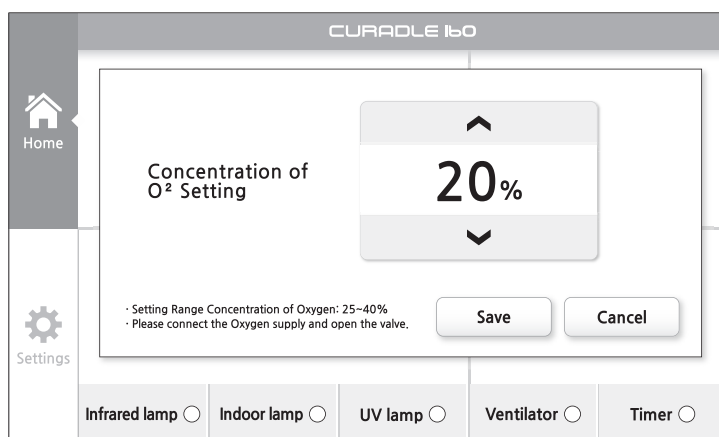 CURADLE IbO
Home
Concentration of
O² Setting
20%
· Setting Range Concentration of Oxygen: 25~40%
· Please connect the Oxygen supply and open the valve.
Save
Cancel
Settings
Infrared lamp
Indoor lamp
UV lamp
Ventilator
Timer